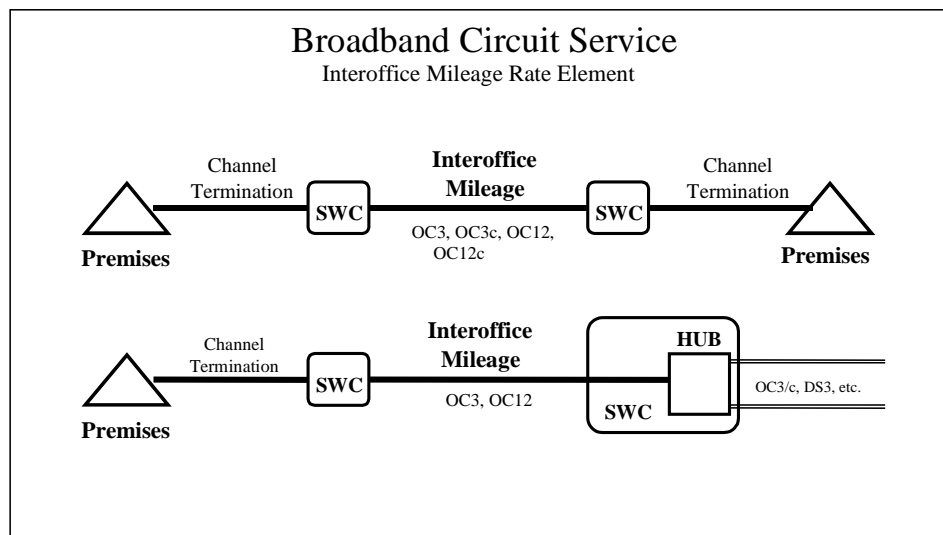 Broadband Circuit Service
Interoffice Mileage Rate Element
Channel
Termination
Interoffice
Mileage
Channel
Termination
SWC
SWC
OC3, OC3c, OC12,
OC12c
Premises
Premises
Channel
Termination
Interoffice
Mileage
HUB
SWC
OC3, OC12
SWC
OC3/c, DS3, etc.
Premises